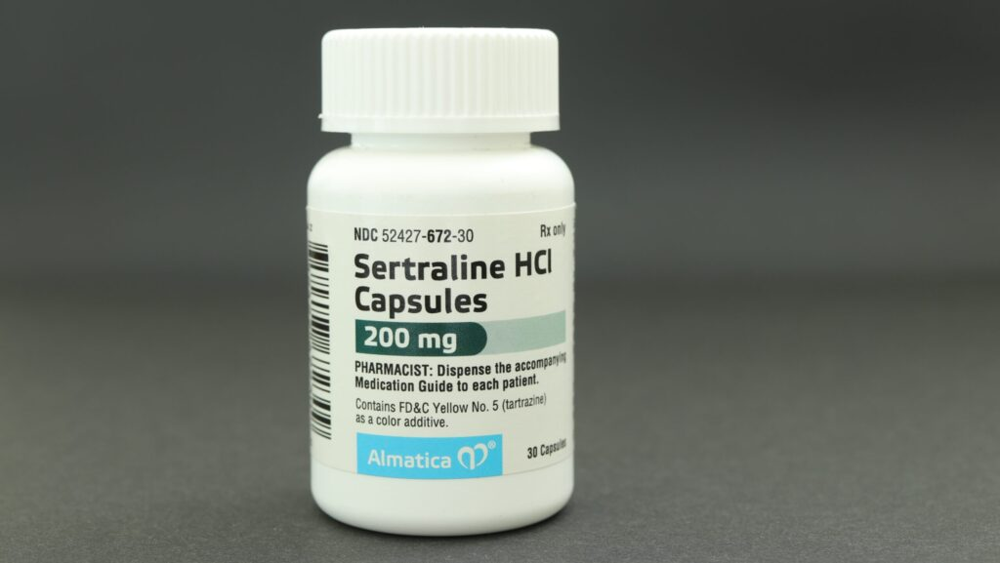 NDC 52427-672-30
Rx only
Sertraline HCl
Capsules
200 mg
PHARMACIST: Dispense the accompanying
Medication Guide to each patient.
Contains FD&C Yellow No. 5 (tartrazine)
as a color additive.
Almatica®
30 Capsules